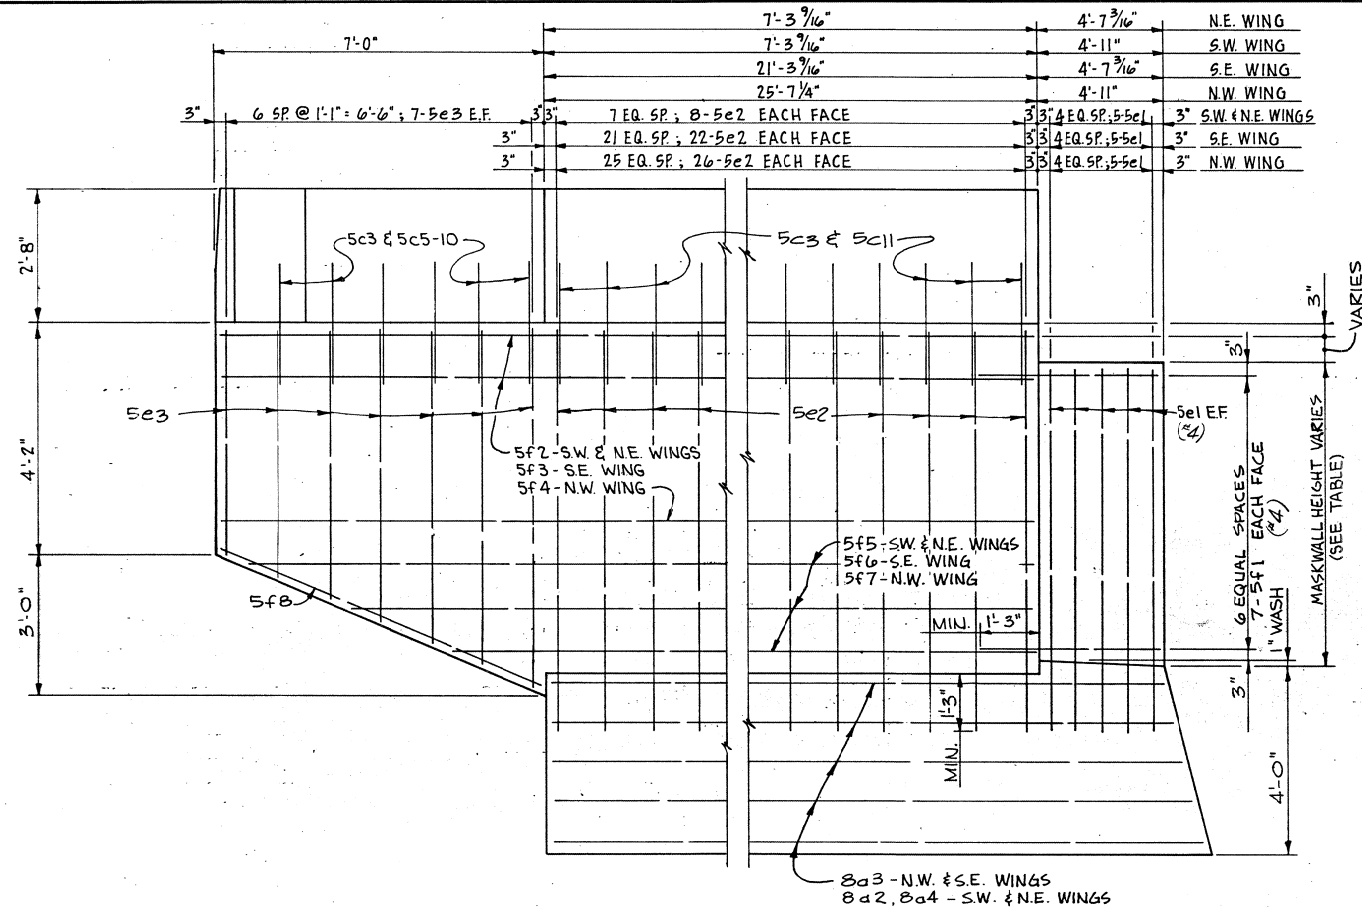 7'-3 9/16" 4'-7 3/16" N.E. WING
7'-0" 7'-3 9/16" 4'-11" S.W. WING
21'-3 9/16" 4'-7 3/16" S.E. WING
25'-7 1/4" 4'-11" N.W. WING
3" 6 SP. @ 1'-1" = 6'-6" ; 7-5e3 E.F. 3" 3" 7 EQ. SP. ; 8-5e2 EACH FACE 3" 3" 4 EQ. SP.; 5-5e1 3" S.W. & N.E. WINGS
3" 21 EQ. SP. ; 22-5e2 EACH FACE 3" 3" 4 EQ. SP.; 5-5e1 3" S.E. WING
3" 25 EQ. SP. ; 26-5e2 EACH FACE 3" 3" 4 EQ. SP.; 5-5e1 3" N.W. WING
2'-8"
5c3 & 5c5-10
5c3 & 5c11
3"
VARIES
3"
4'-2"
5e3
5e2
5e1 E.F.
(#4)
5f2-S.W. & N.E. WINGS
5f3 - S.E. WING
5f4-N.W. WING
6 EQUAL SPACES
7-5f1 EACH FACE
(#4)
MASKWALL HEIGHT VARIES
(SEE TABLE)
5f5-S.W. & N.E. WINGS
5f6-S.E. WING
5f7-N.W. WING
5f8
3'-0"
MIN. 1'-3"
1" WASH
3"
1'-3"
MIN.
4'-0"
8a3 - N.W. & S.E. WINGS
8a2, 8a4 - S.W. & N.E. WINGS